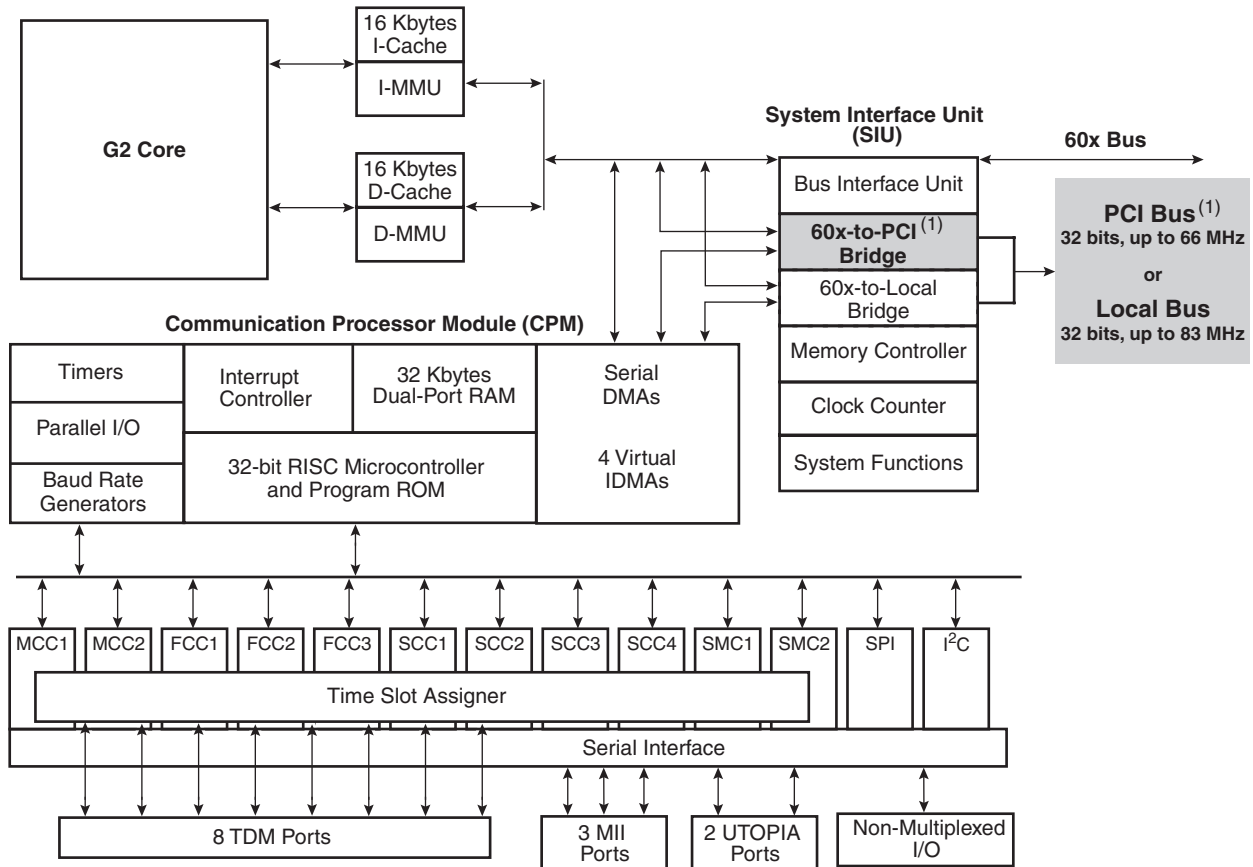 16 Kbytes
I-Cache
I-MMU
G2 Core
16 Kbytes
D-Cache
D-MMU
System Interface Unit
(SIU)
60x Bus
Bus Interface Unit
60x-to-PCI(1)
Bridge
60x-to-Local
Bridge
Memory Controller
Clock Counter
System Functions
PCI Bus(1)
32 bits, up to 66 MHz
or
Local Bus
32 bits, up to 83 MHz
Communication Processor Module (CPM)
Timers
Parallel I/O
Baud Rate
Generators
Interrupt
Controller
32 Kbytes
Dual-Port RAM
32-bit RISC Microcontroller
and Program ROM
Serial
DMAs
4 Virtual
IDMAs
MCC1 MCC2 FCC1 FCC2 FCC3 SCC1 SCC2 SCC3 SCC4 SMC1 SMC2 SPI I²C
Time Slot Assigner
Serial Interface
8 TDM Ports
3 MII
Ports
2 UTOPIA
Ports
Non-Multiplexed
I/O